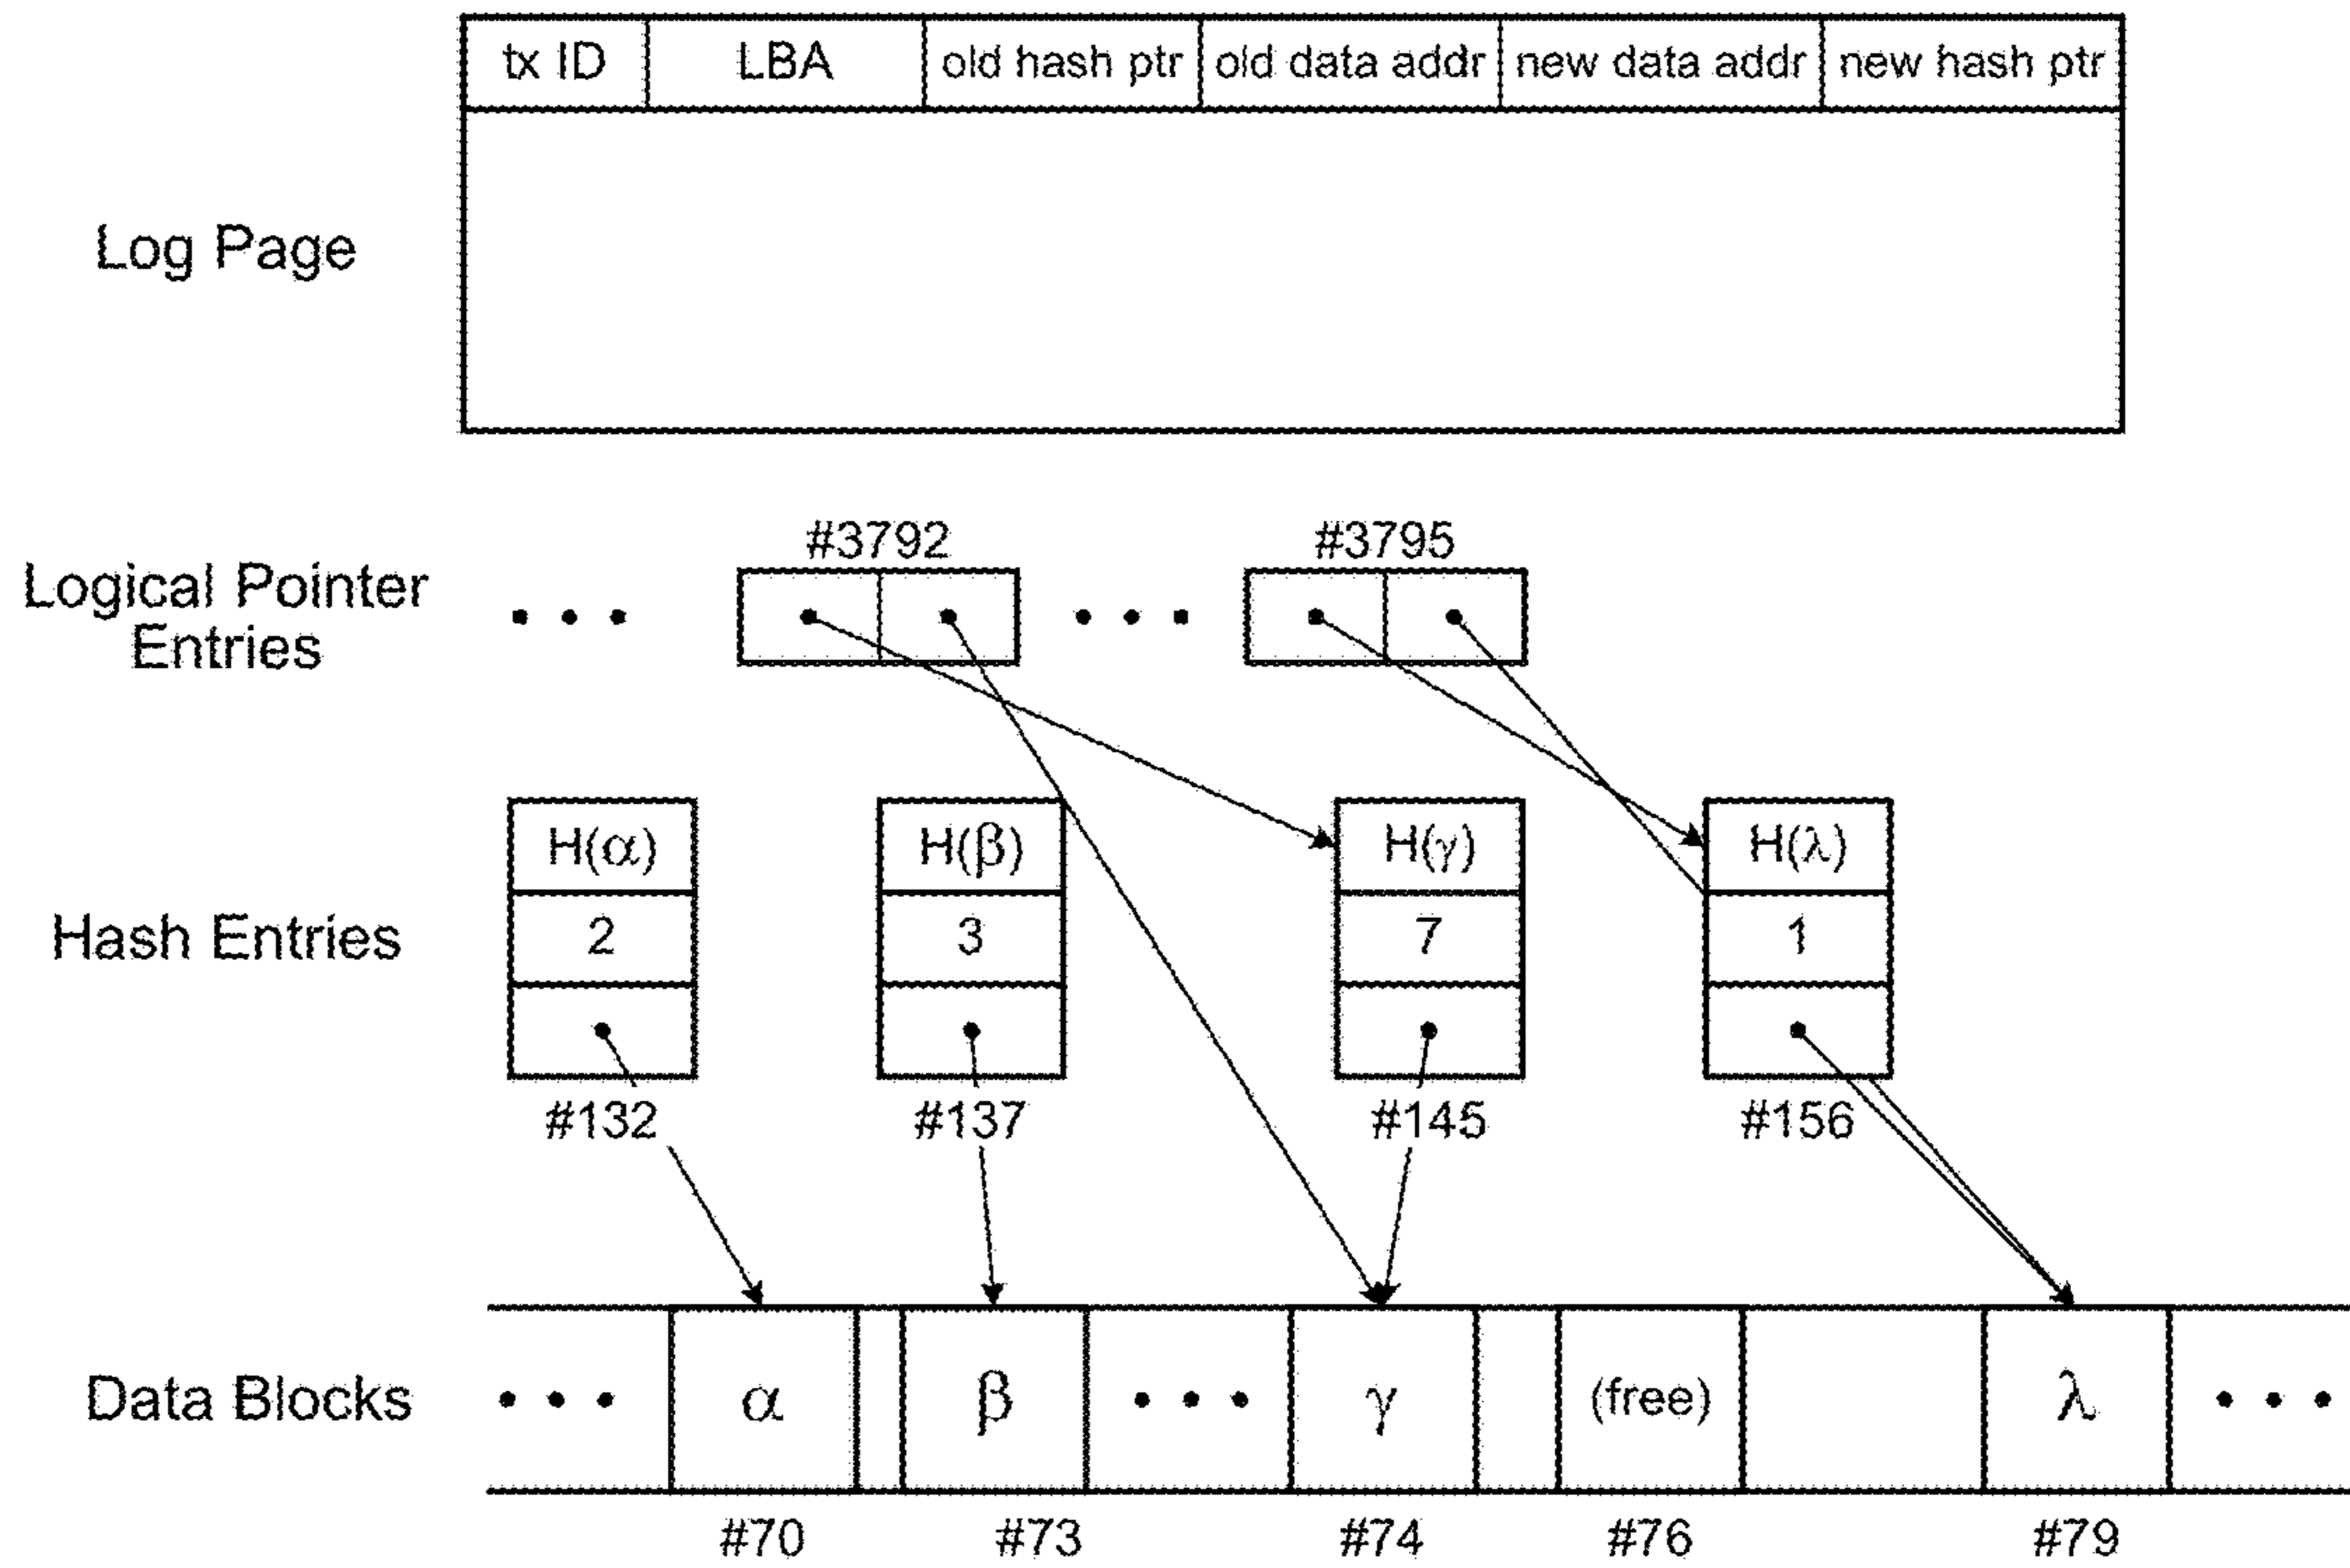 tx ID LBA old hash ptr old data addr new data addr new hash ptr
Log Page
#3792 #3795
Logical Pointer
Entries
H(α) H(β) H(γ) H(λ)
Hash Entries
2 3 7 1
#132 #137 #145 #156
Data Blocks
α β γ (free) λ
#70 #73 #74 #76 #79